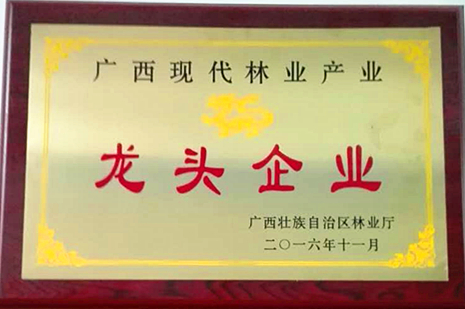 广西现代林业产业
龙头企业
广西壮族自治区林业厅
二〇一六年十一月